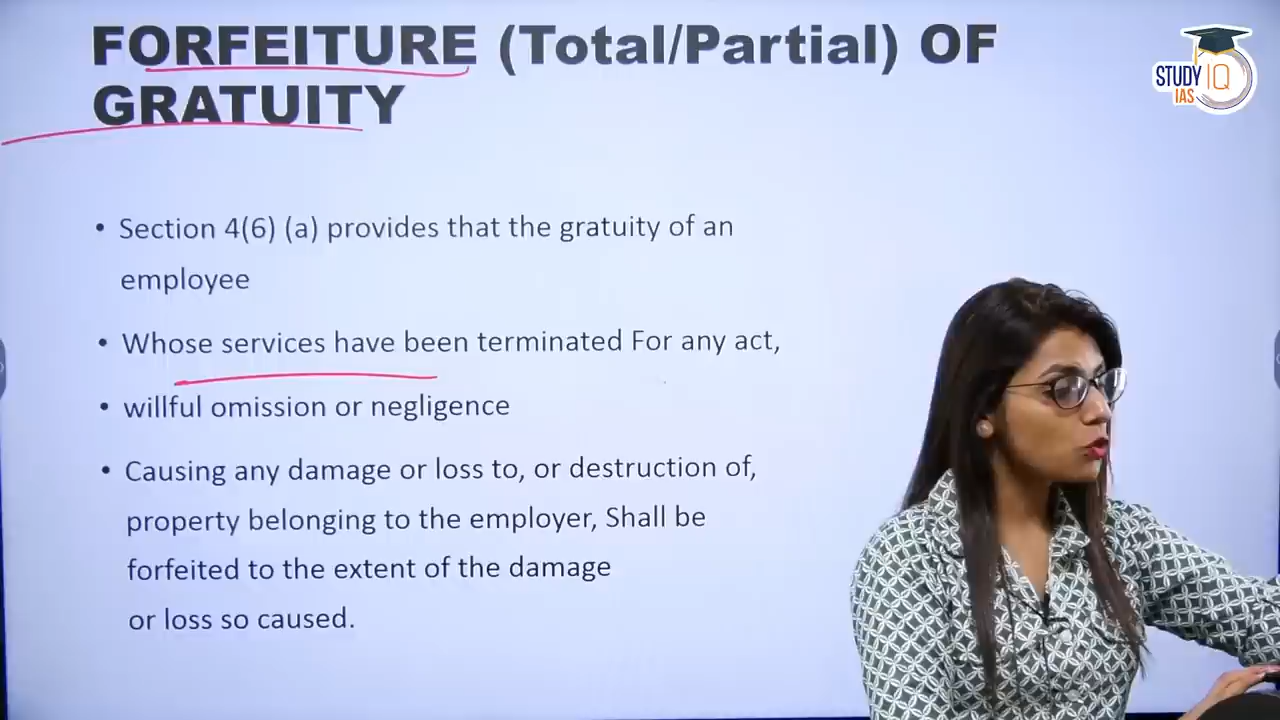 FORFEITURE (Total/Partial) OF
GRATUITY
STUDY IQ
IAS
• Section 4(6) (a) provides that the gratuity of an
employee
• Whose services have been terminated For any act,
• willful omission or negligence
• Causing any damage or loss to, or destruction of,
property belonging to the employer, Shall be
forfeited to the extent of the damage
or loss so caused.